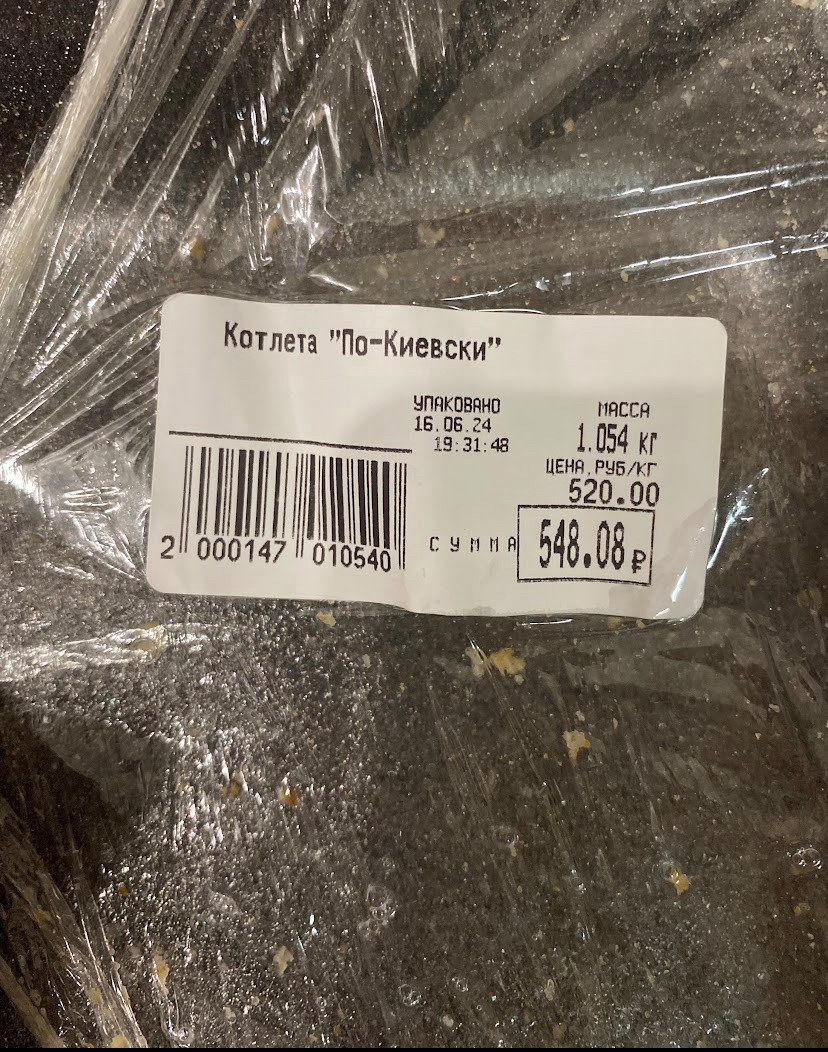 Котлета "По-Киевски"
УПАКОВАНО
16.06.24
19:31:48
МАССА
1.054 кг
ЦЕНА,РУБ/КГ
520.00
СУММА 548.08 ₽
2 000147 010540